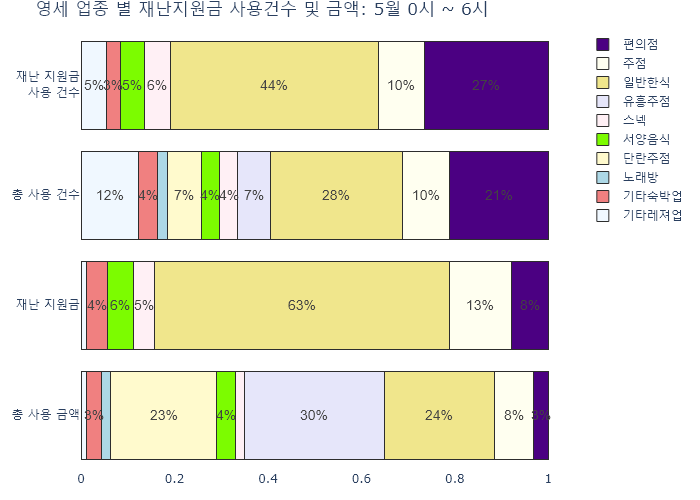 영세 업종 별 재난지원금 사용건수 및 금액: 5월 0시 ~ 6시
재난 지원금
사용 건수
5% 3% 5% 6% 44% 10% 27%
총 사용 건수
12% 4% 7% 4% 4% 7% 28% 10% 21%
재난 지원금
4% 6% 5% 63% 13% 8%
총 사용 금액
3% 23% 4% 30% 24% 8% 3%
0 0.2 0.4 0.6 0.8 1
편의점
주점
일반한식
유흥주점
스넥
서양음식
단란주점
노래방
기타숙박업
기타레져업